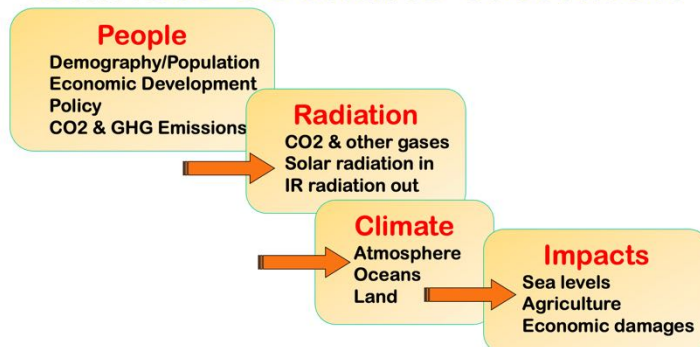 People
Demography/Population
Economic Development
Policy
CO2 & GHG Emissions
Radiation
CO2 & other gases
Solar radiation in
IR radiation out
Climate
Atmosphere
Oceans
Land
Impacts
Sea levels
Agriculture
Economic damages